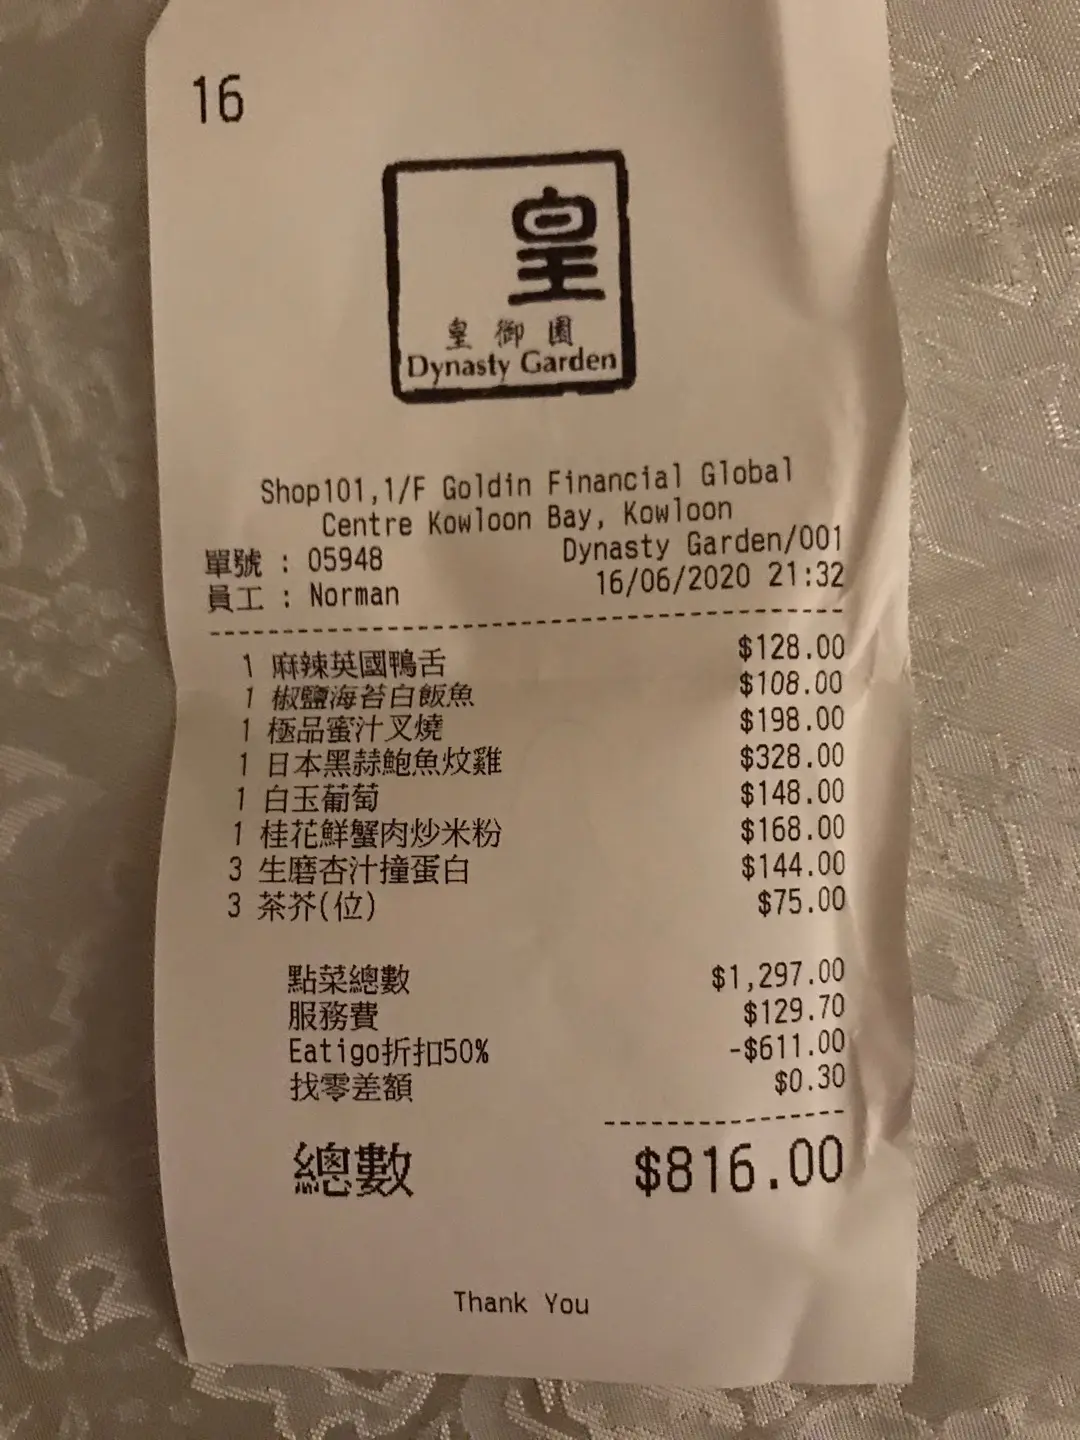 16
皇
皇御園
Dynasty Garden
Shop101,1/F Goldin Financial Global
Centre Kowloon Bay, Kowloon
單號 : 05948 Dynasty Garden/001
員工 : Norman 16/06/2020 21:32
1 麻辣英國鴨舌 $128.00
1 椒鹽海苔白飯魚 $108.00
1 極品蜜汁叉燒 $198.00
1 日本黑蒜鮑魚炆雞 $328.00
1 白玉葡萄 $148.00
1 桂花鮮蟹肉炒米粉 $168.00
3 生磨杏汁撞蛋白 $144.00
3 茶芥(位) $75.00
點菜總數 $1,297.00
服務費 $129.70
Eatigo折扣50% -$611.00
找零差額 $0.30
總數 $816.00
Thank You